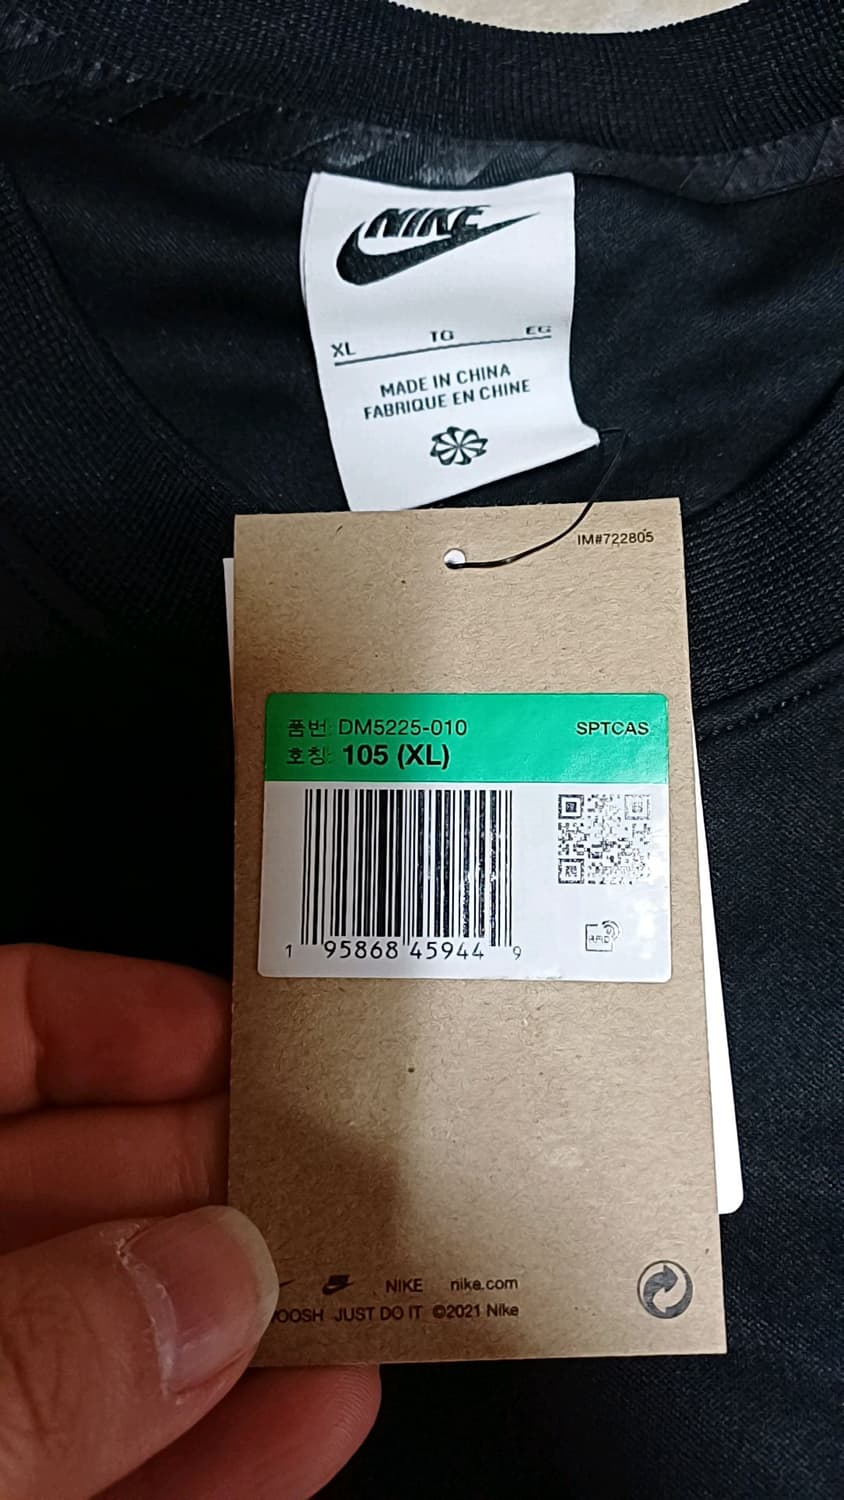 NIKE
XL TG EG
MADE IN CHINA
FABRIQUE EN CHINE
IM#722805
품번: DM5225-010 SPTCAS
호칭: 105 (XL)
1 95868 45944 9
NIKE nike.com
JUST DO IT ©2021 Nike